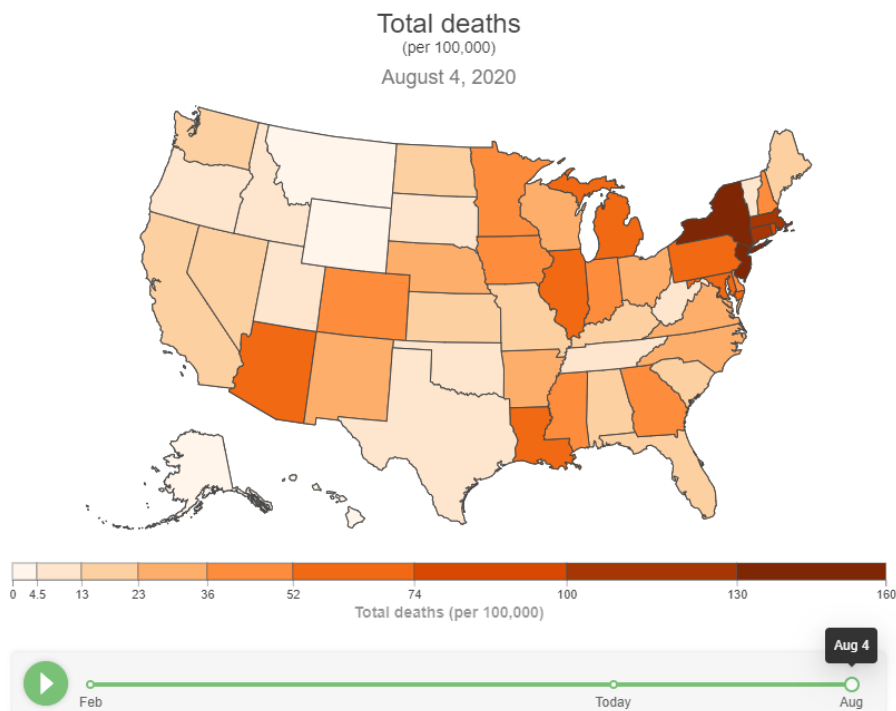 Total deaths
(per 100,000)
August 4, 2020
0 4.5 13 23 36 52 74 100 130 160
Total deaths (per 100,000)
Aug 4
Feb Today Aug